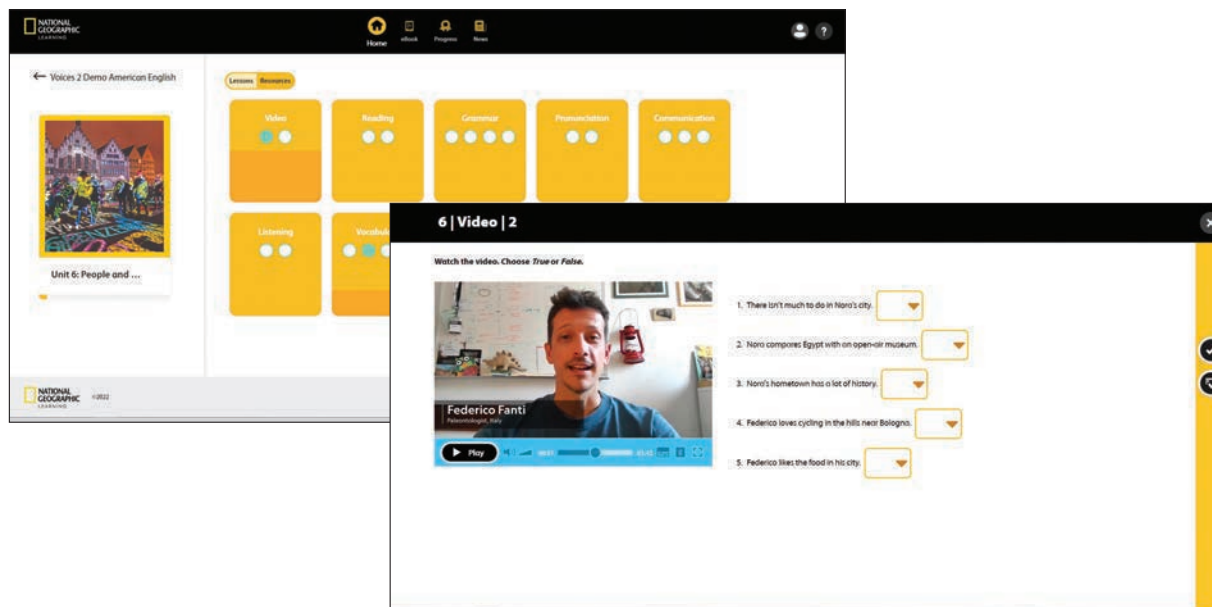 NATIONAL
GEOGRAPHIC
LEARNING
Home
eBook
Progress
News
?
Voices 2 Demo American English
Lessons
Resources
Unit 6: People and ...
Video
Reading
Grammar
Pronunciation
Communication
Listening
Vocabul
NATIONAL
GEOGRAPHIC
LEARNING
©2022
6 | Video | 2
Watch the video. Choose True or False.
Federico Fanti
Paleontologist, Italy
Play
1. There isn't much to do in Nora's city.
2. Nora compares Egypt with an open-air museum.
3. Nora's hometown has a lot of history.
4. Federico loves cycling in the hills near Bologna.
5. Federico likes the food in his city.